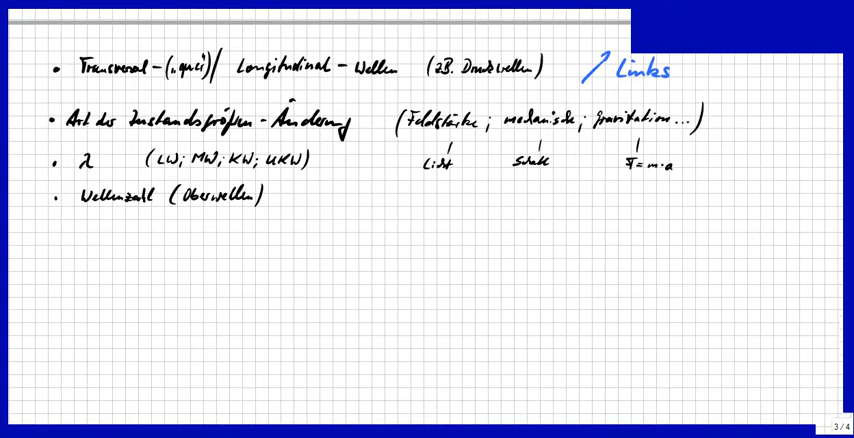 • Transversal-("quer")/ Longitudinal-Wellen (zB. Druckwellen) ↗ Links
• Art der Zustandsgrößen-Änderung (Feldstärke; mechanische; gravitation...)
Licht Schall F=m·a
• λ (LW; MW; KW; UKW)
• Wellenzahl (Oberwellen)
3 / 4